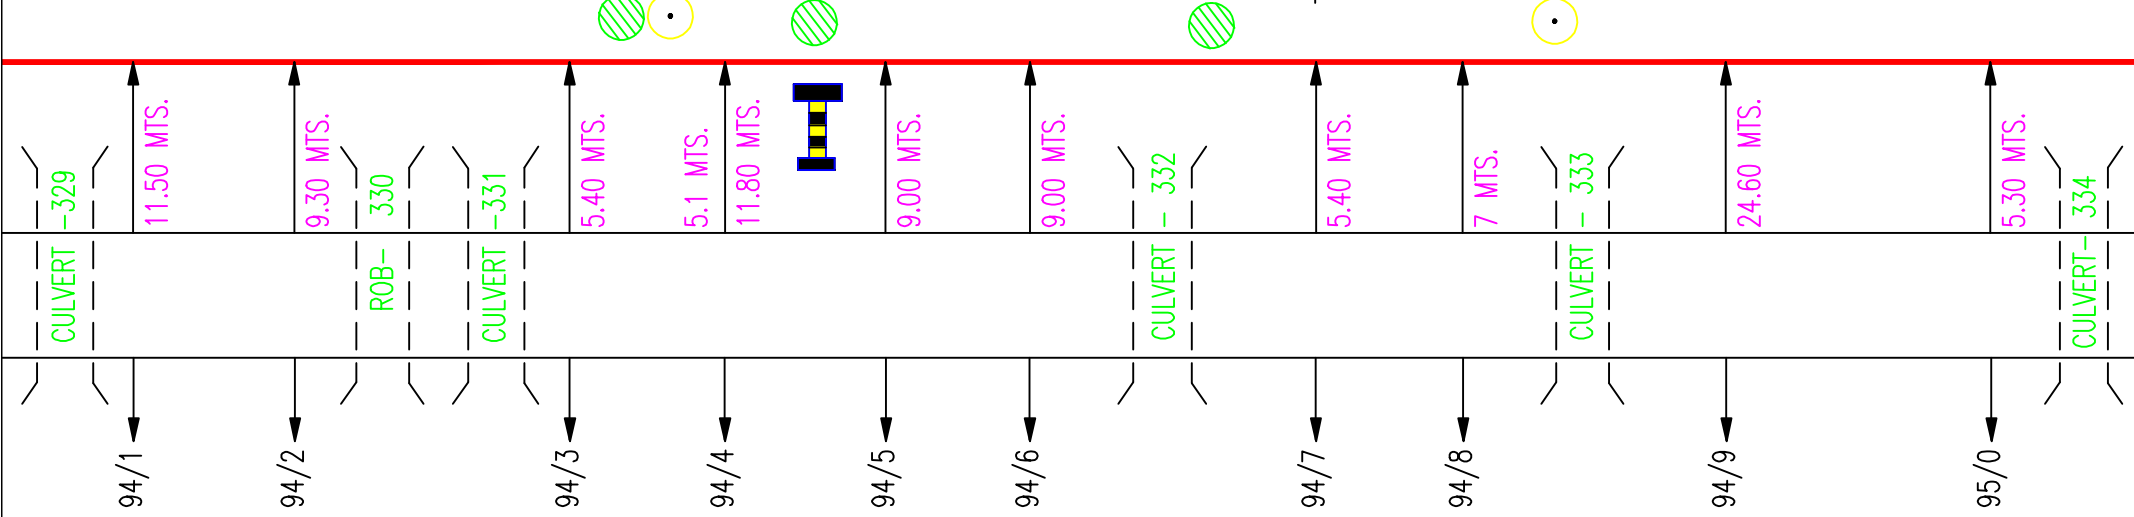 CULVERT -329
11.50 MTS.
9.30 MTS.
ROB- 330
CULVERT -331
5.40 MTS.
5.1 MTS.
11.80 MTS.
9.00 MTS.
9.00 MTS.
CULVERT - 332
5.40 MTS.
7 MTS.
CULVERT - 333
24.60 MTS.
5.30 MTS.
CULVERT- 334
94/1
94/2
94/3
94/4
94/5
94/6
94/7
94/8
94/9
95/0